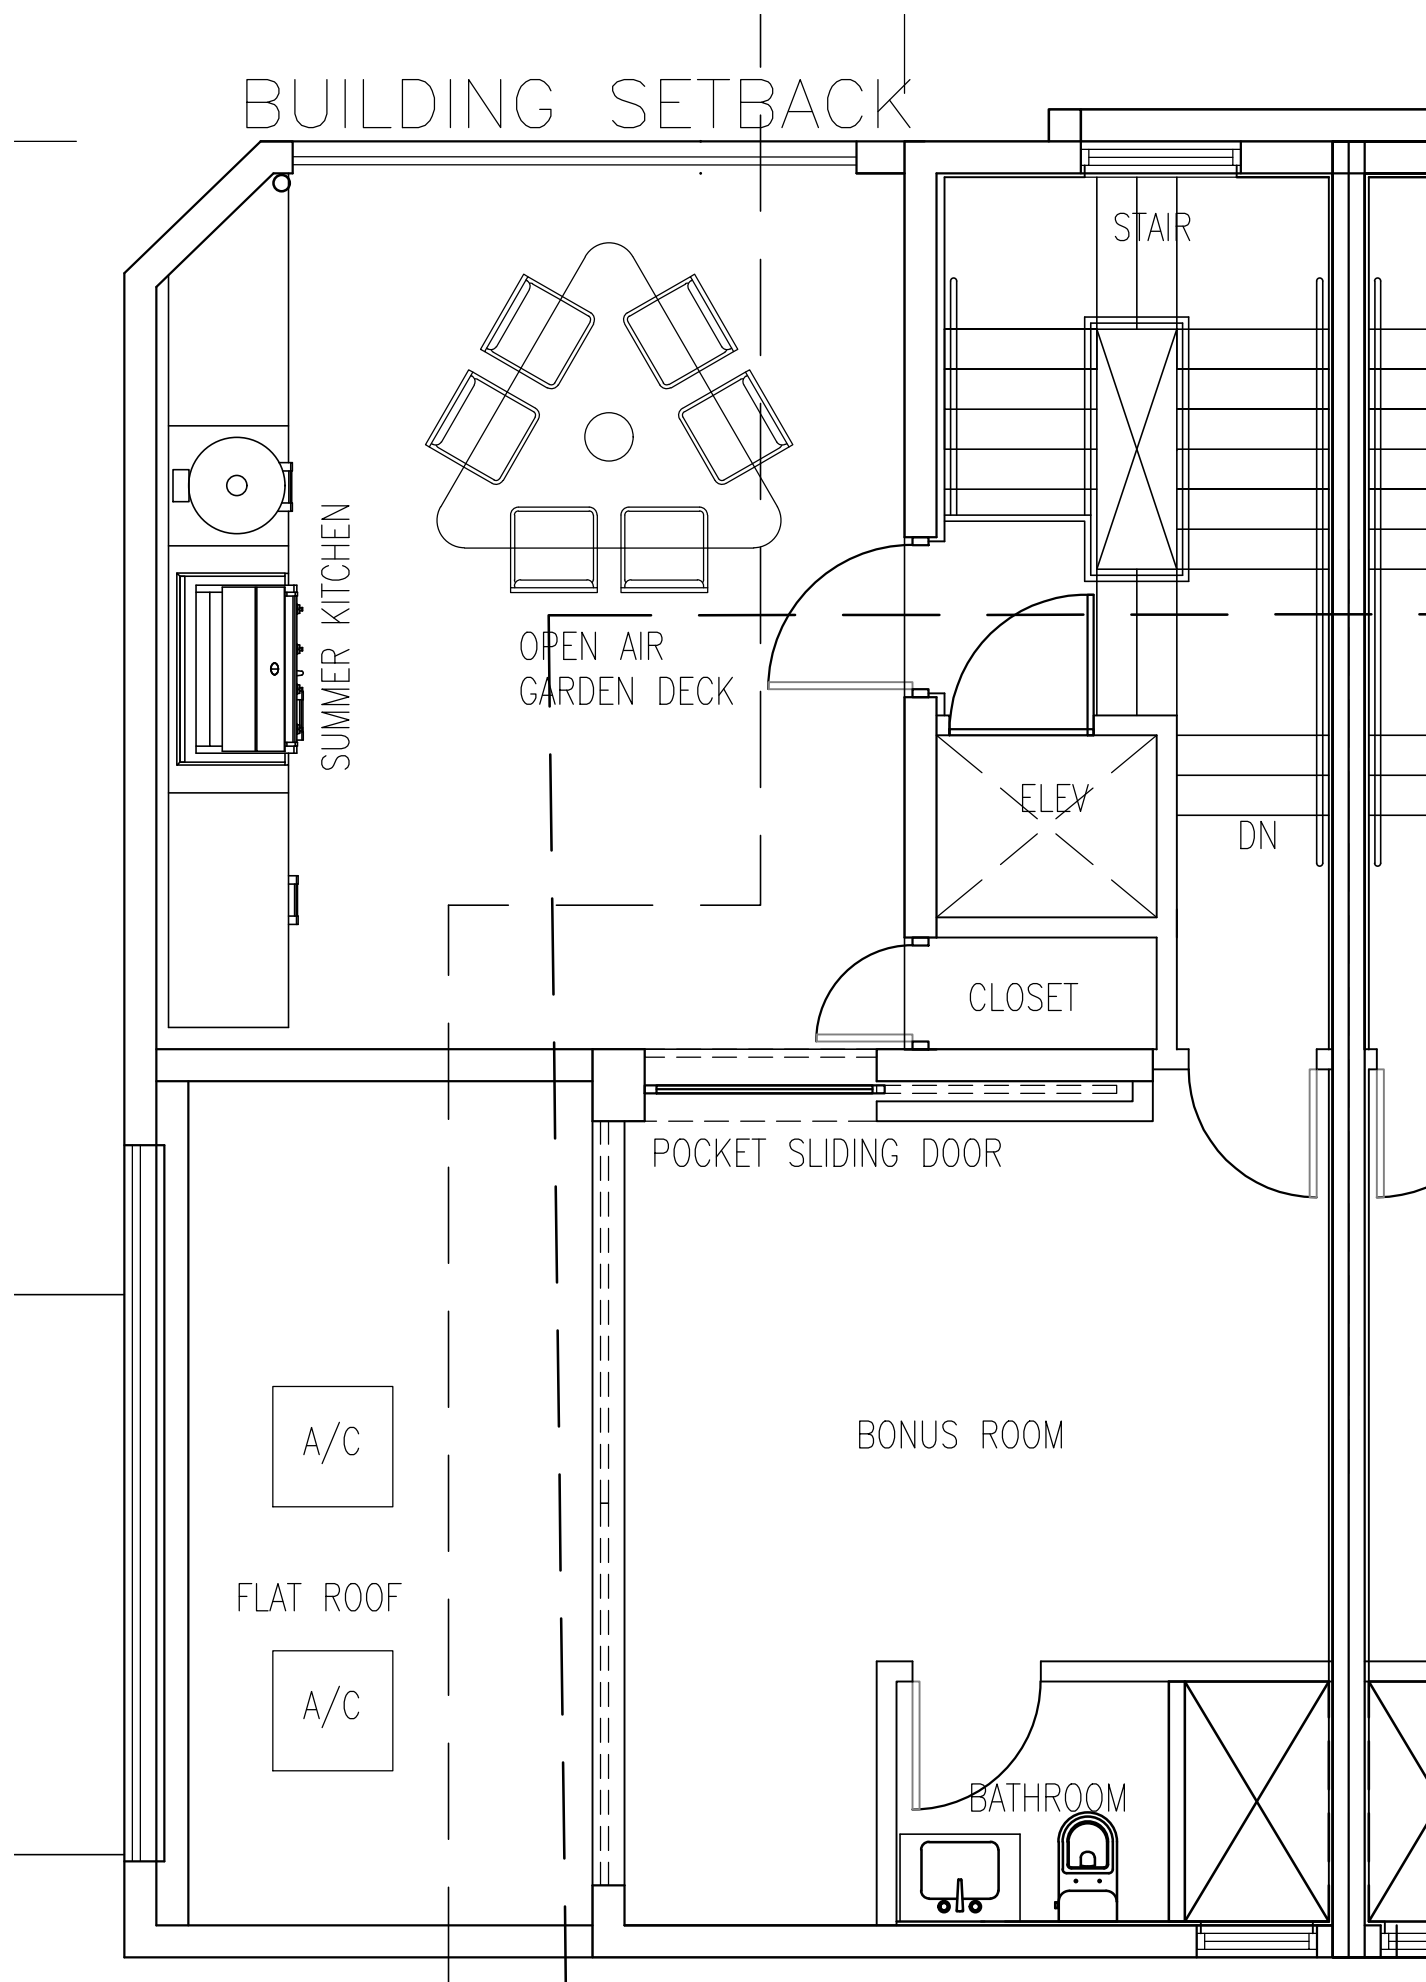 BUILDING SETBACK
STAIR
SUMMER KITCHEN
OPEN AIR
GARDEN DECK
ELEV
DN
CLOSET
POCKET SLIDING DOOR
BONUS ROOM
A/C
FLAT ROOF
A/C
BATHROOM